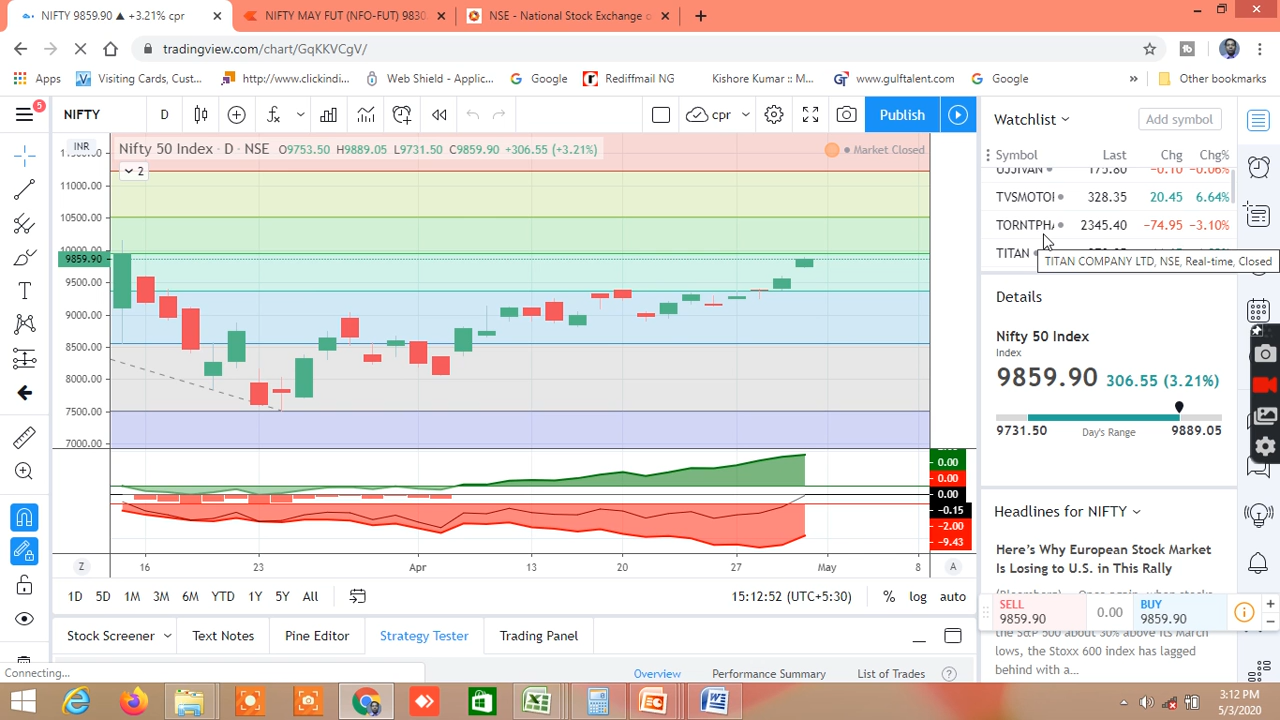 NIFTY 9859.90 ▲ +3.21% cpr
NIFTY MAY FUT (NFO-FUT) 9830.
NSE - National Stock Exchange o
tradingview.com/chart/GqKKVCgV/
Apps
Visiting Cards, Cust...
http://www.clickindi...
Web Shield - Applic...
Google
Rediffmail NG
Kishore Kumar :: M...
www.gulftalent.com
Google
»
Other bookmarks
5
NIFTY
D
cpr
Publish
INR
Nifty 50 Index · D · NSE O9753.50 H9889.05 L9731.50 C9859.90 +306.55 (+3.21%)
Market Closed
2
11000.00
10500.00
10000.00
9859.90
9500.00
9000.00
8500.00
8000.00
7500.00
7000.00
0.00
0.00
0.00
-0.15
-2.00
-9.43
Z
16
23
Apr
13
20
27
May
8
A
1D 5D 1M 3M 6M YTD 1Y 5Y All
15:12:52 (UTC+5:30)
% log auto
Stock Screener
Text Notes
Pine Editor
Strategy Tester
Trading Panel
Connecting...
Overview
Performance Summary
List of Trades
?
Watchlist
Add symbol
Symbol Last Chg Chg%
UJJIVAN 175.80 −0.10 −0.06%
TVSMOTOI 328.35 20.45 6.64%
TORNTPH 2345.40 −74.95 −3.10%
TITAN
TITAN COMPANY LTD, NSE, Real-time, Closed
Details
Nifty 50 Index
Index
9859.90 306.55 (3.21%)
9731.50 Day's Range 9889.05
Headlines for NIFTY
Here's Why European Stock Market
Is Losing to U.S. in This Rally
SELL
9859.90
0.00
BUY
9859.90
the S&P 500 about 30% above its March
lows, the Stoxx 600 index has lagged
behind with a...
3:12 PM
5/3/2020